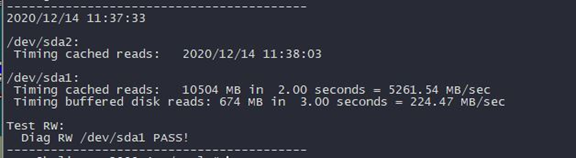 ----------------------------------------
2020/12/14 11:37:33
/dev/sda2:
Timing cached reads:   2020/12/14 11:38:03
/dev/sda1:
Timing cached reads:   10504 MB in  2.00 seconds = 5261.54 MB/sec
Timing buffered disk reads: 674 MB in  3.00 seconds = 224.47 MB/sec
Test RW:
Diag RW /dev/sda1 PASS!
----------------------------------------